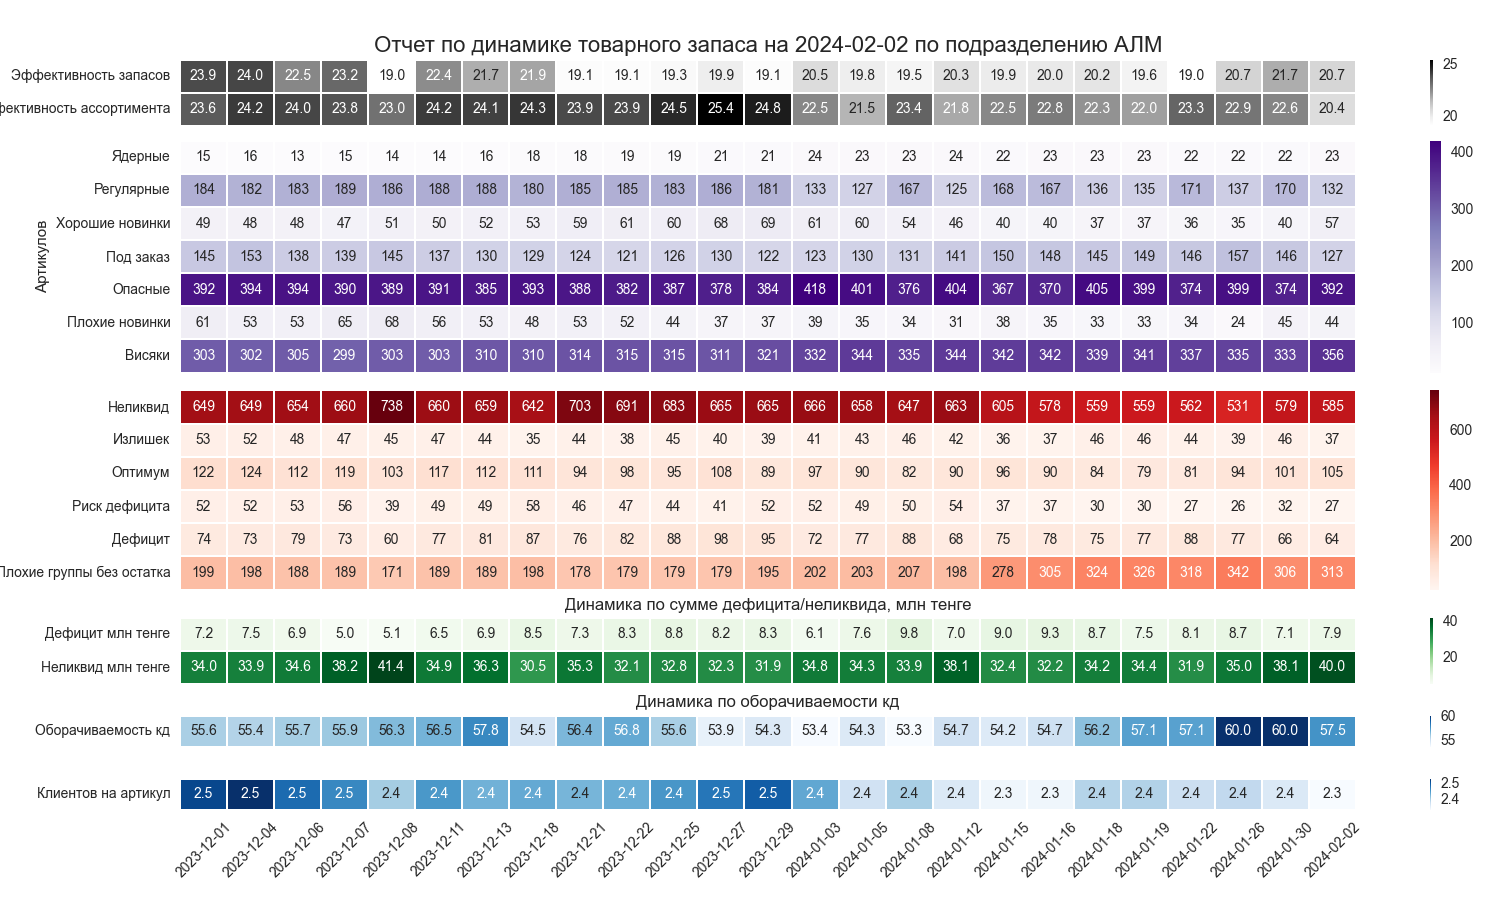 Отчет по динамике товарного запаса на 2024-02-02 по подразделению АЛМ
Эффективность запасов 23.9 24.0 22.5 23.2 19.0 22.4 21.7 21.9 19.1 19.1 19.3 19.9 19.1 20.5 19.8 19.5 20.3 19.9 20.0 20.2 19.6 19.0 20.7 21.7 20.7
фективность ассортимента 23.6 24.2 24.0 23.8 23.0 24.2 24.1 24.3 23.9 23.9 24.5 25.4 24.8 22.5 21.5 23.4 21.8 22.5 22.8 22.3 22.0 23.3 22.9 22.6 20.4
25
20
Артикулов
Ядерные 15 16 13 15 14 14 16 18 18 19 19 21 21 24 23 23 24 22 23 23 23 22 22 22 23
Регулярные 184 182 183 189 186 188 188 180 185 185 183 186 181 133 127 167 125 168 167 136 135 171 137 170 132
Хорошие новинки 49 48 48 47 51 50 52 53 59 61 60 68 69 61 60 54 46 40 40 37 37 36 35 40 57
Под заказ 145 153 138 139 145 137 130 129 124 121 126 130 122 123 130 131 141 150 148 145 149 146 157 146 127
Опасные 392 394 394 390 389 391 385 393 388 382 387 378 384 418 401 376 404 367 370 405 399 374 399 374 392
Плохие новинки 61 53 53 65 68 56 53 48 53 52 44 37 37 39 35 34 31 38 35 33 33 34 24 45 44
Висяки 303 302 305 299 303 303 310 310 314 315 315 311 321 332 344 335 344 342 342 339 341 337 335 333 356
400
300
200
100
Неликвид 649 649 654 660 738 660 659 642 703 691 683 665 665 666 658 647 663 605 578 559 559 562 531 579 585
Излишек 53 52 48 47 45 47 44 35 44 38 45 40 39 41 43 46 42 36 37 46 46 44 39 46 37
Оптимум 122 124 112 119 103 117 112 111 94 98 95 108 89 97 90 82 90 96 90 84 79 81 94 101 105
Риск дефицита 52 52 53 56 39 49 49 58 46 47 44 41 52 52 49 50 54 37 37 30 30 27 26 32 27
Дефицит 74 73 79 73 60 77 81 87 76 82 88 98 95 72 77 88 68 75 78 75 77 88 77 66 64
Плохие группы без остатка 199 198 188 189 171 189 189 198 178 179 179 179 195 202 203 207 198 278 305 324 326 318 342 306 313
600
400
200
Динамика по сумме дефицита/неликвида, млн тенге
Дефицит млн тенге 7.2 7.5 6.9 5.0 5.1 6.5 6.9 8.5 7.3 8.3 8.8 8.2 8.3 6.1 7.6 9.8 7.0 9.0 9.3 8.7 7.5 8.1 8.7 7.1 7.9
Неликвид млн тенге 34.0 33.9 34.6 38.2 41.4 34.9 36.3 30.5 35.3 32.1 32.8 32.3 31.9 34.8 34.3 33.9 38.1 32.4 32.2 34.2 34.4 31.9 35.0 38.1 40.0
40
20
Динамика по оборачиваемости кд
Оборачиваемость кд 55.6 55.4 55.7 55.9 56.3 56.5 57.8 54.5 56.4 56.8 55.6 53.9 54.3 53.4 54.3 53.3 54.7 54.2 54.7 56.2 57.1 57.1 60.0 60.0 57.5
60
55
Клиентов на артикул 2.5 2.5 2.5 2.5 2.4 2.4 2.4 2.4 2.4 2.4 2.4 2.5 2.5 2.4 2.4 2.4 2.4 2.3 2.3 2.4 2.4 2.4 2.4 2.4 2.3
2.5
2.4
2023-12-01 2023-12-04 2023-12-06 2023-12-07 2023-12-08 2023-12-11 2023-12-13 2023-12-18 2023-12-21 2023-12-22 2023-12-25 2023-12-27 2023-12-29 2024-01-03 2024-01-05 2024-01-08 2024-01-12 2024-01-15 2024-01-16 2024-01-18 2024-01-19 2024-01-22 2024-01-26 2024-01-30 2024-02-02